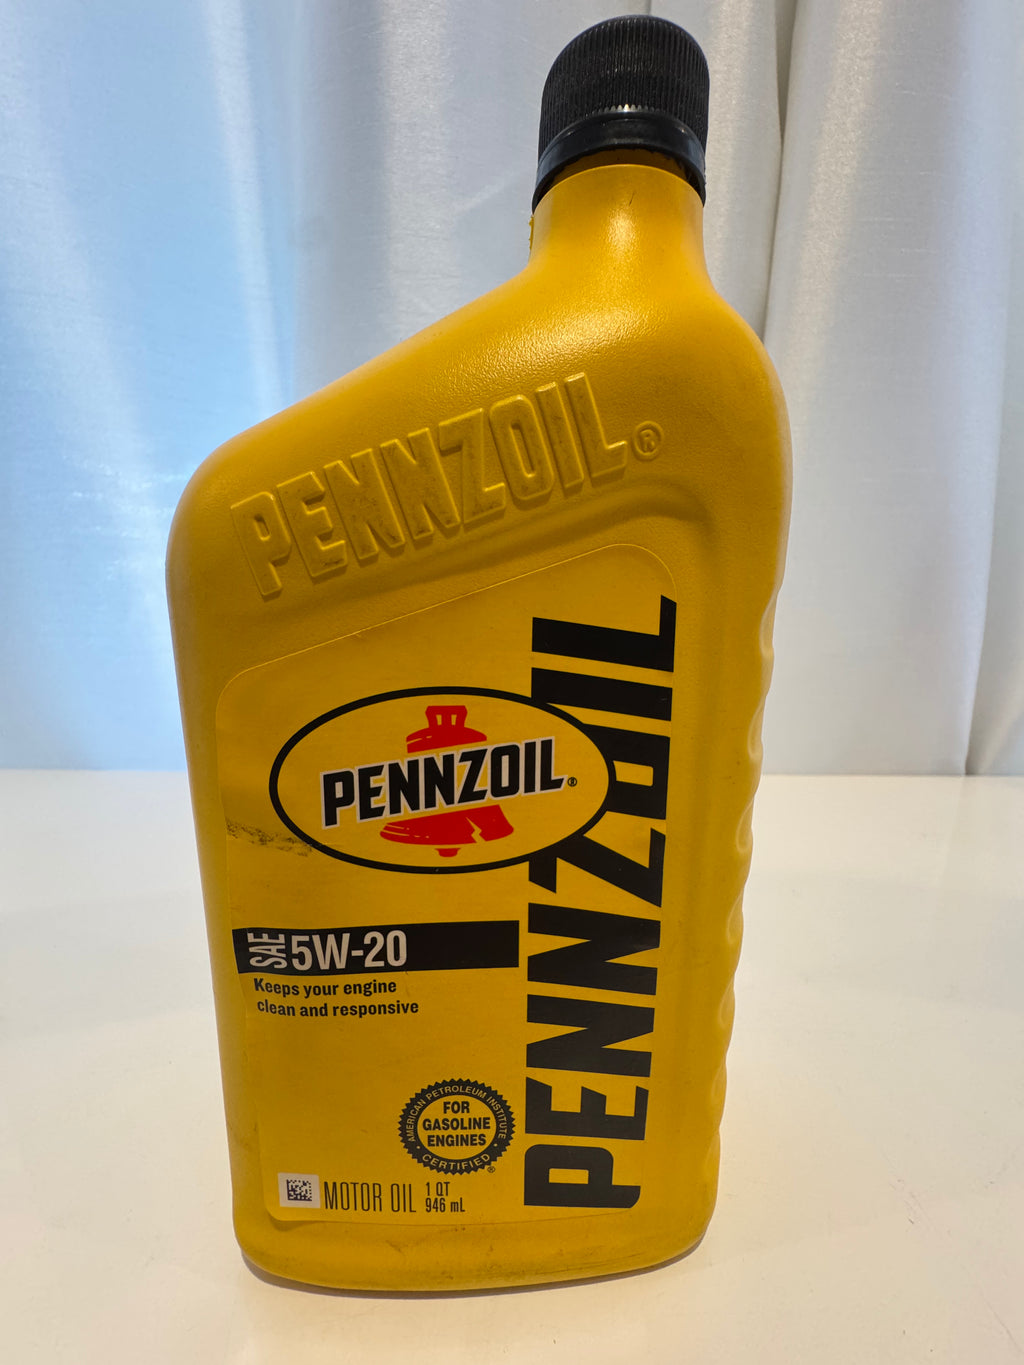 PENNZOIL®
PENNZOIL®
PENNZOIL
SAE 5W-20
Keeps your engine
clean and responsive
AMERICAN PETROLEUM INSTITUTE
FOR
GASOLINE
ENGINES
CERTIFIED
®
MOTOR OIL 1 QT
946 mL